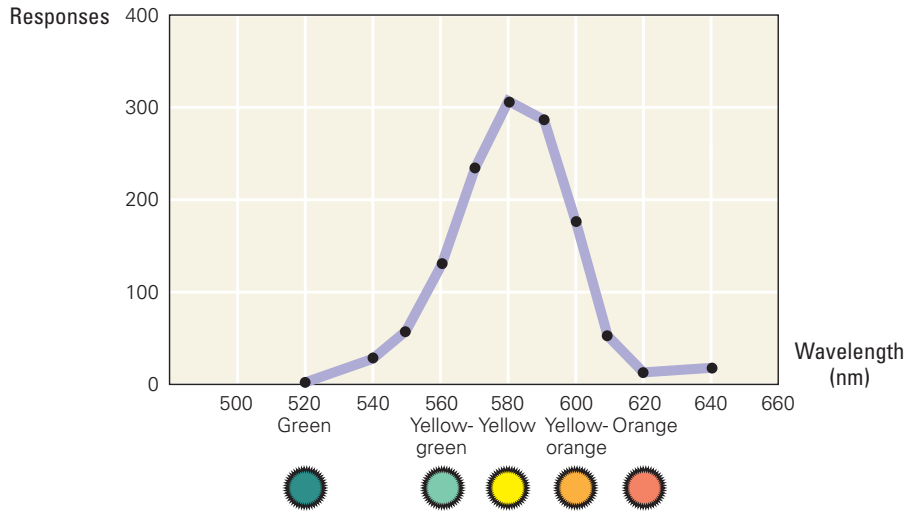 Responses
400
300
200
100
0
500 520 540 560 580 600 620 640 660
Wavelength
(nm)
Green Yellow- Yellow Yellow- Orange
green orange